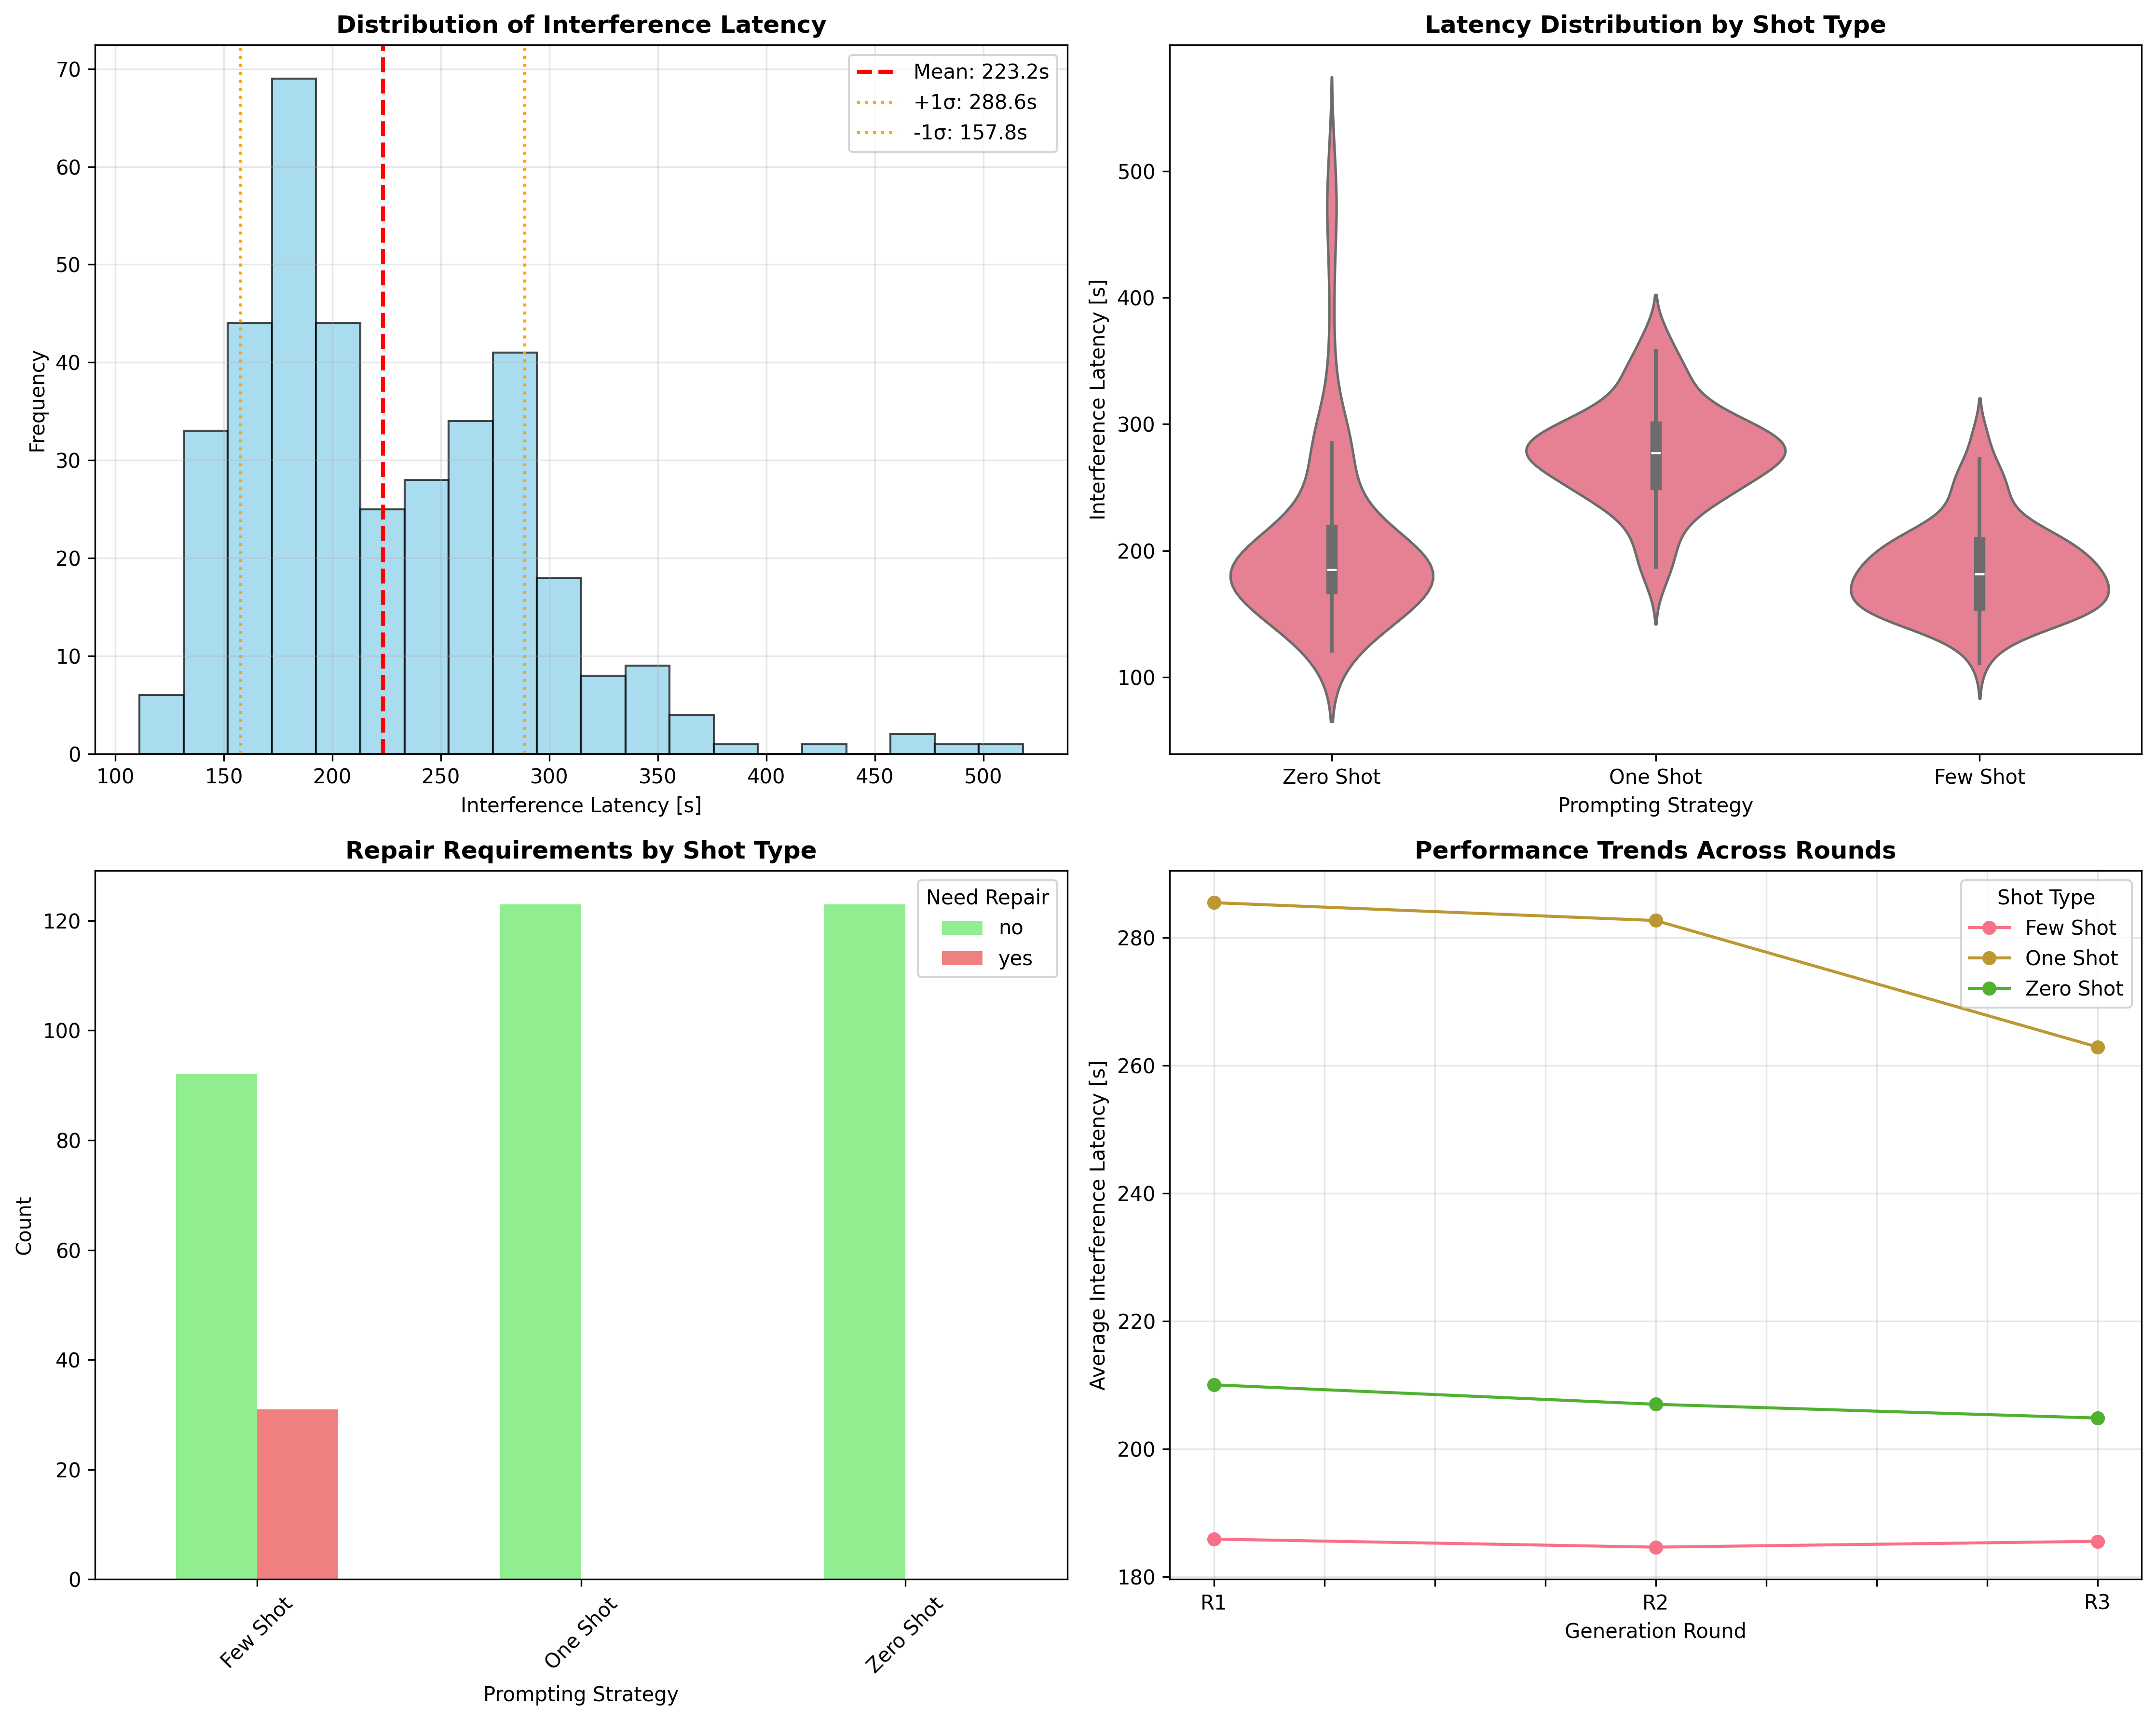 Distribution of Interference Latency
Mean: 223.2s
+1σ: 288.6s
-1σ: 157.8s
Frequency
70
60
50
40
30
20
10
0
100 150 200 250 300 350 400 450 500
Interference Latency [s]
Latency Distribution by Shot Type
Interference Latency [s]
500
400
300
200
100
Zero Shot One Shot Few Shot
Prompting Strategy
Repair Requirements by Shot Type
Need Repair
no
yes
Count
120
100
80
60
40
20
0
Few Shot One Shot Zero Shot
Prompting Strategy
Performance Trends Across Rounds
Shot Type
Few Shot
One Shot
Zero Shot
Average Interference Latency [s]
280
260
240
220
200
180
R1 R2 R3
Generation Round